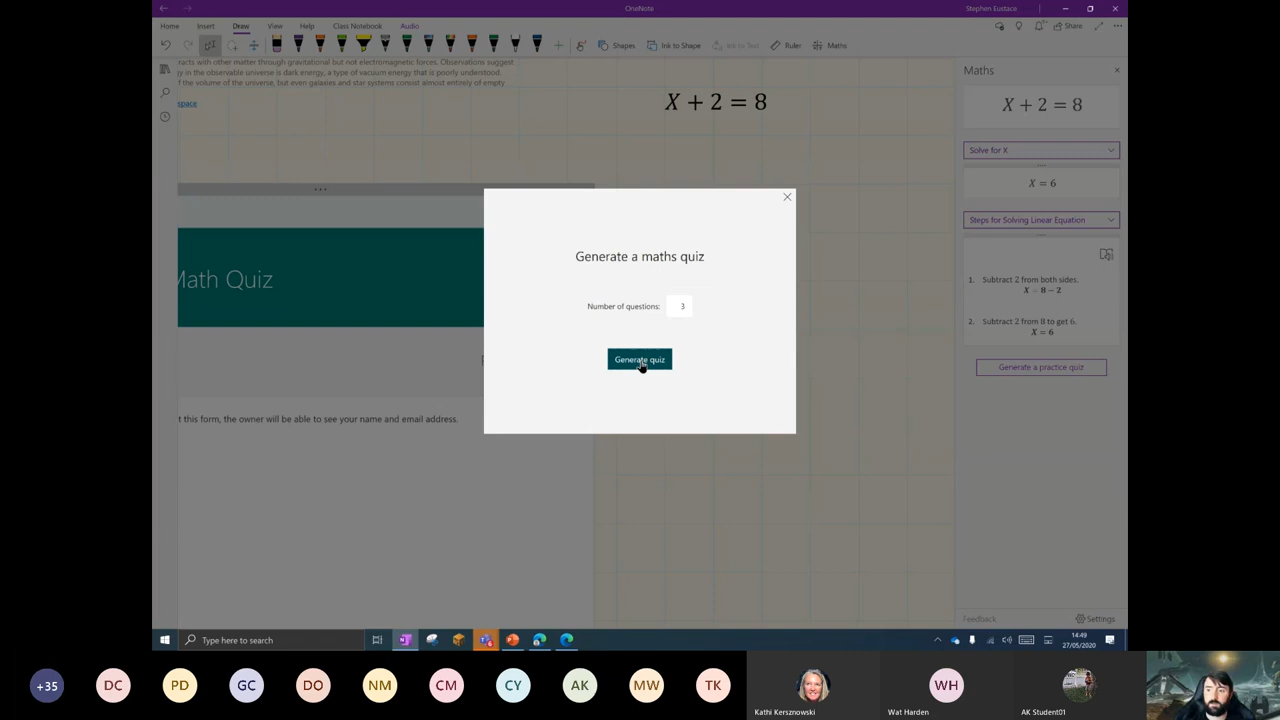 OneNote
Stephen Eustace
Home Insert Draw View Help Class Notebook Audio
Share
Shapes Ink to Shape Ink to Text Ruler Maths
racts with other matter through gravitational but not electromagnetic forces. Observations suggest
gy in the observable universe is dark energy, a type of vacuum energy that is poorly understood.
f the volume of the universe, but even galaxies and star systems consist almost entirely of empty
space
X + 2 = 8
Math Quiz
t this form, the owner will be able to see your name and email address.
Generate a maths quiz
Number of questions: 3
Generate quiz
Maths
X + 2 = 8
Solve for X
X = 6
Steps for Solving Linear Equation
1. Subtract 2 from both sides.
X = 8 − 2
2. Subtract 2 from 8 to get 6.
X = 6
Generate a practice quiz
Feedback
Settings
Type here to search
14:49
27/05/2020
+35 DC PD GC DO NM CM CY AK MW TK WH
Kathi Kersznowski
Wat Harden
AK Student01